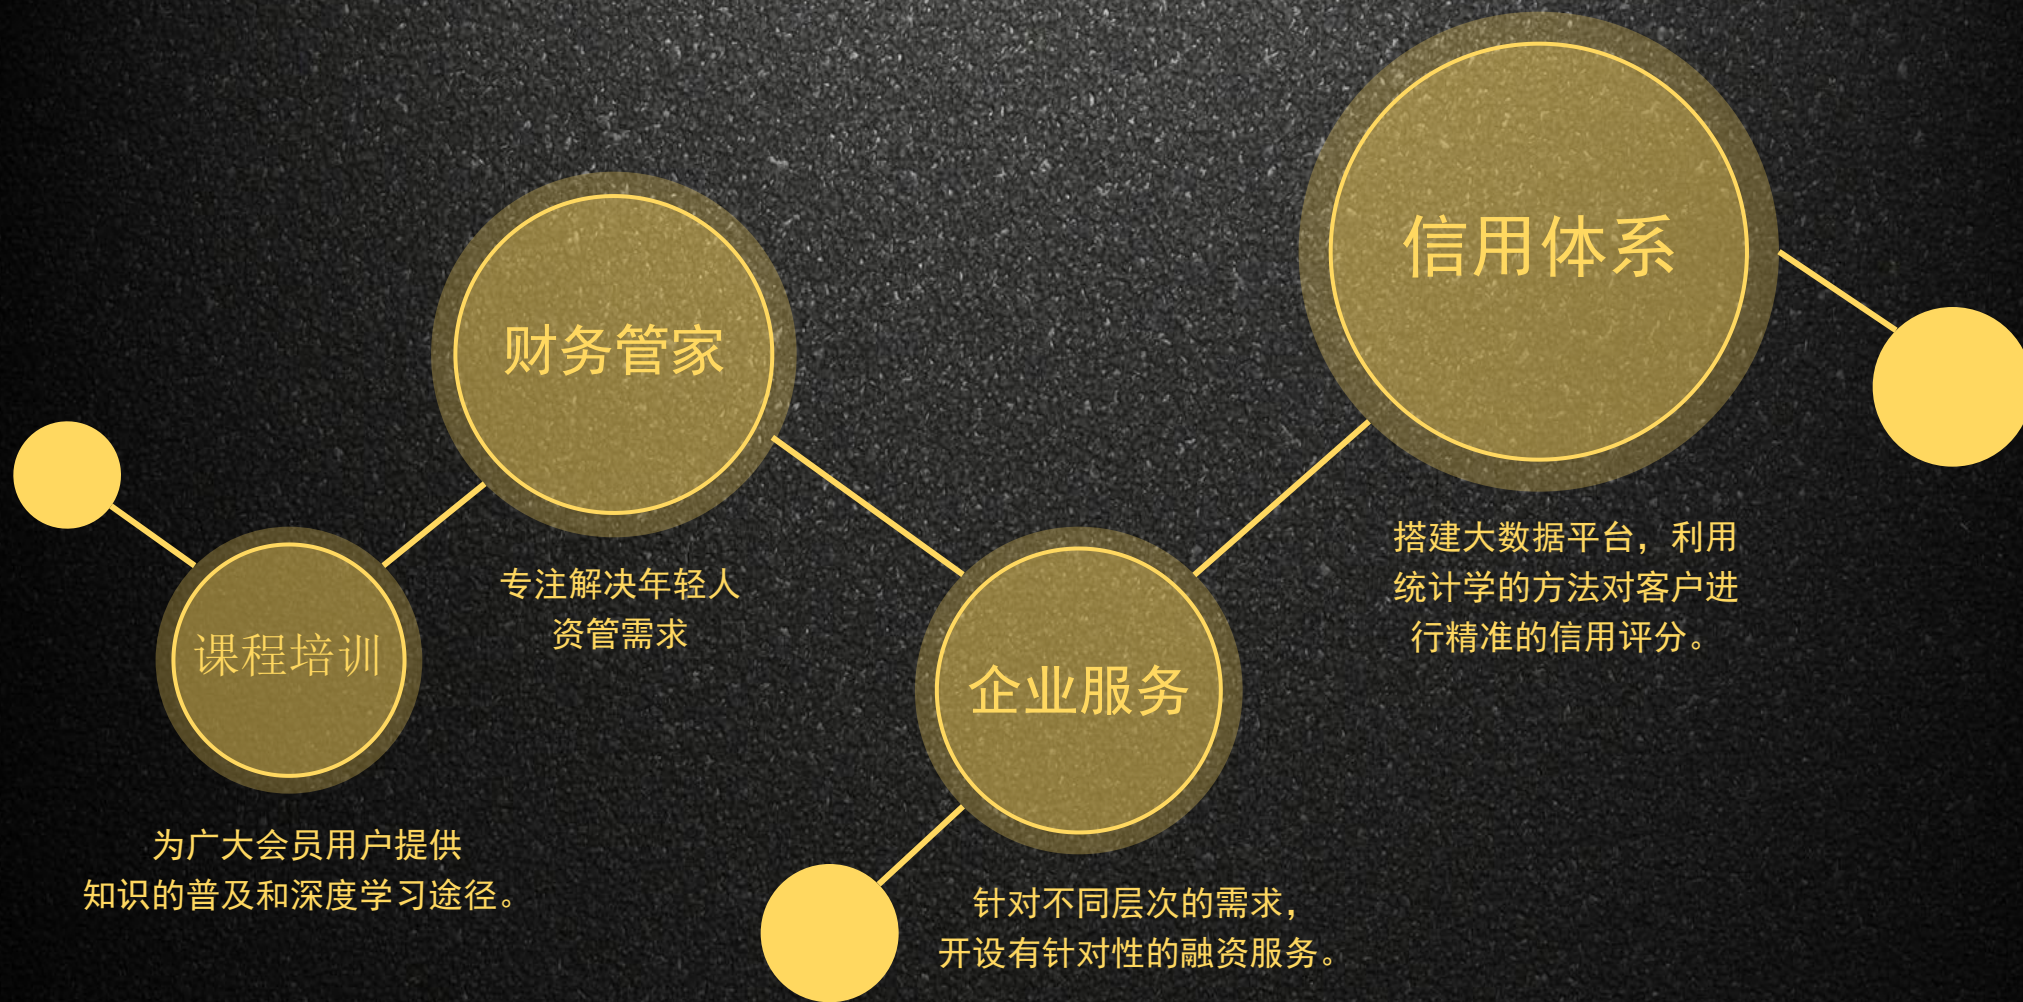 课程培训
为广大会员用户提供
知识的普及和深度学习途径。
财务管家
专注解决年轻人
资管需求
企业服务
针对不同层次的需求，
开设有针对性的融资服务。
信用体系
搭建大数据平台，利用
统计学的方法对客户进
行精准的信用评分。